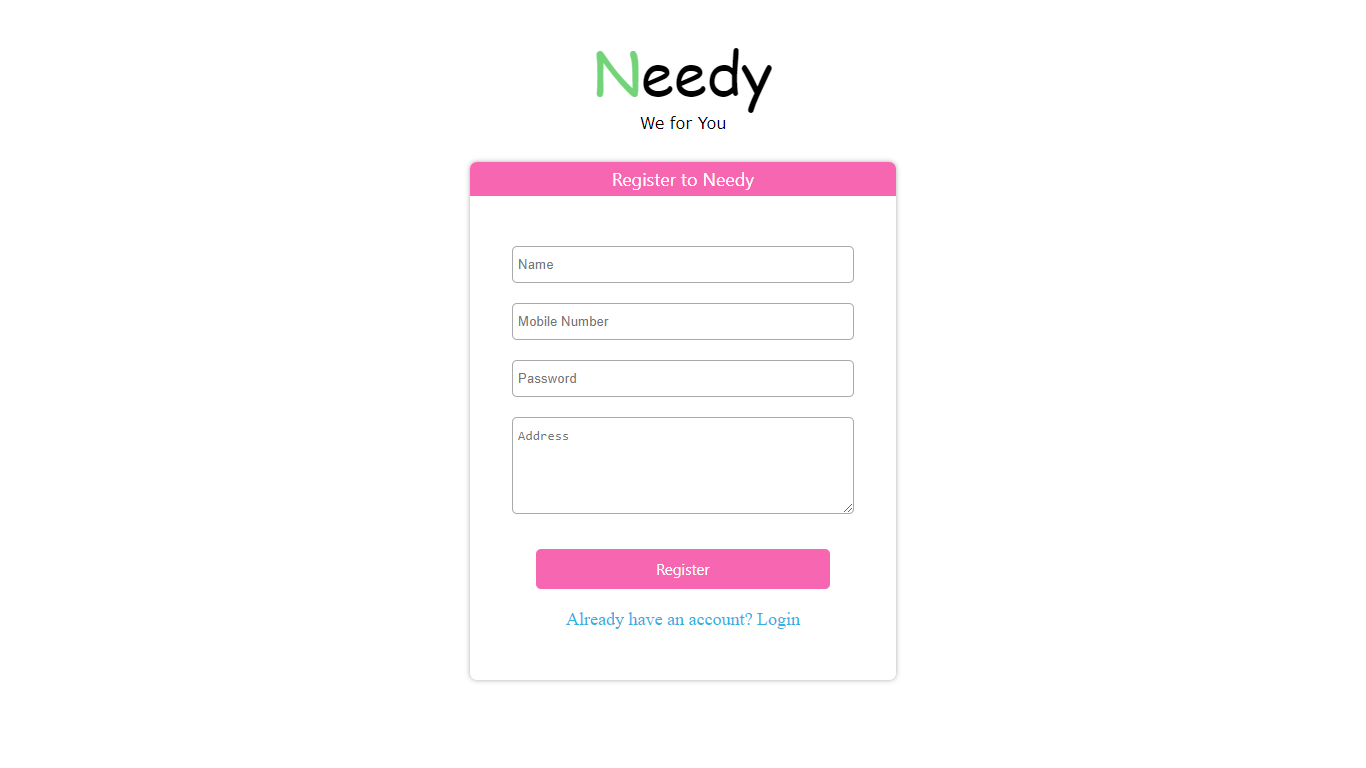 Needy
We for You
Register to Needy
Name
Mobile Number
Password
Address
Register
Already have an account? Login